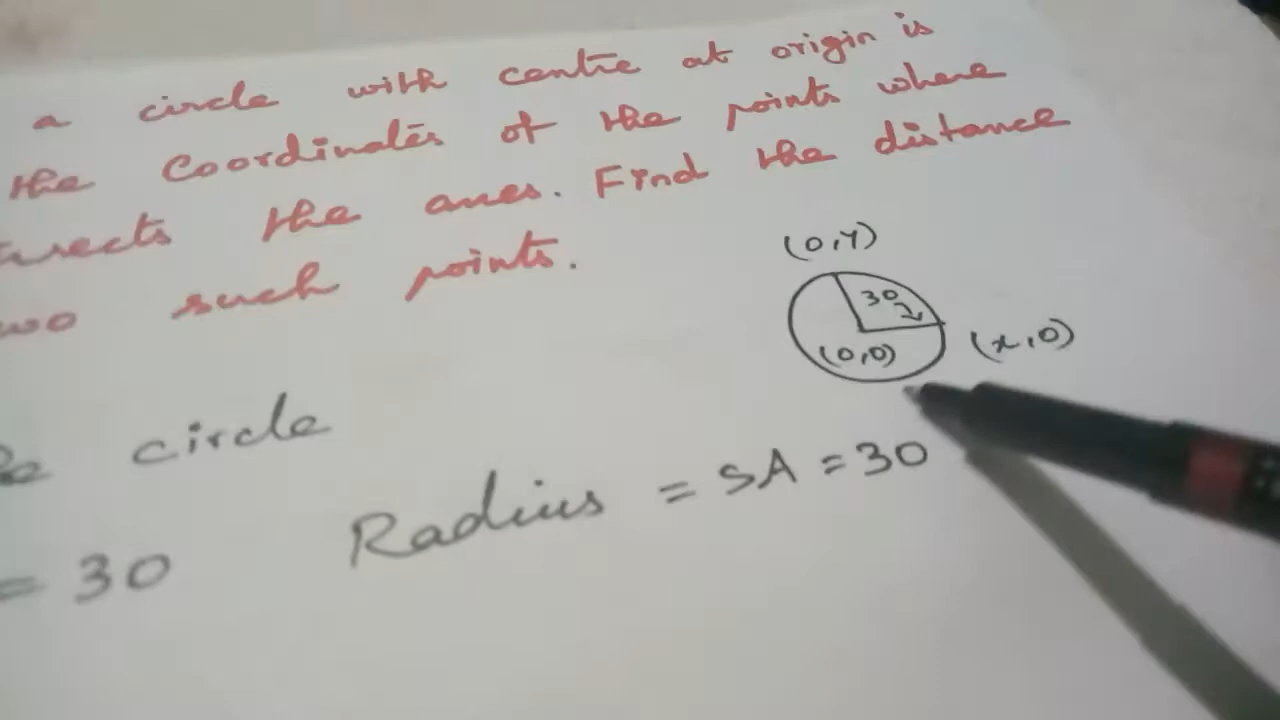 a circle with centre at origin is
the Coordinates of the points where
the axes. Find the distance
such points.
(0,Y)
30
(0,0)
(x,0)
circle
Radius = SA = 30
= 30